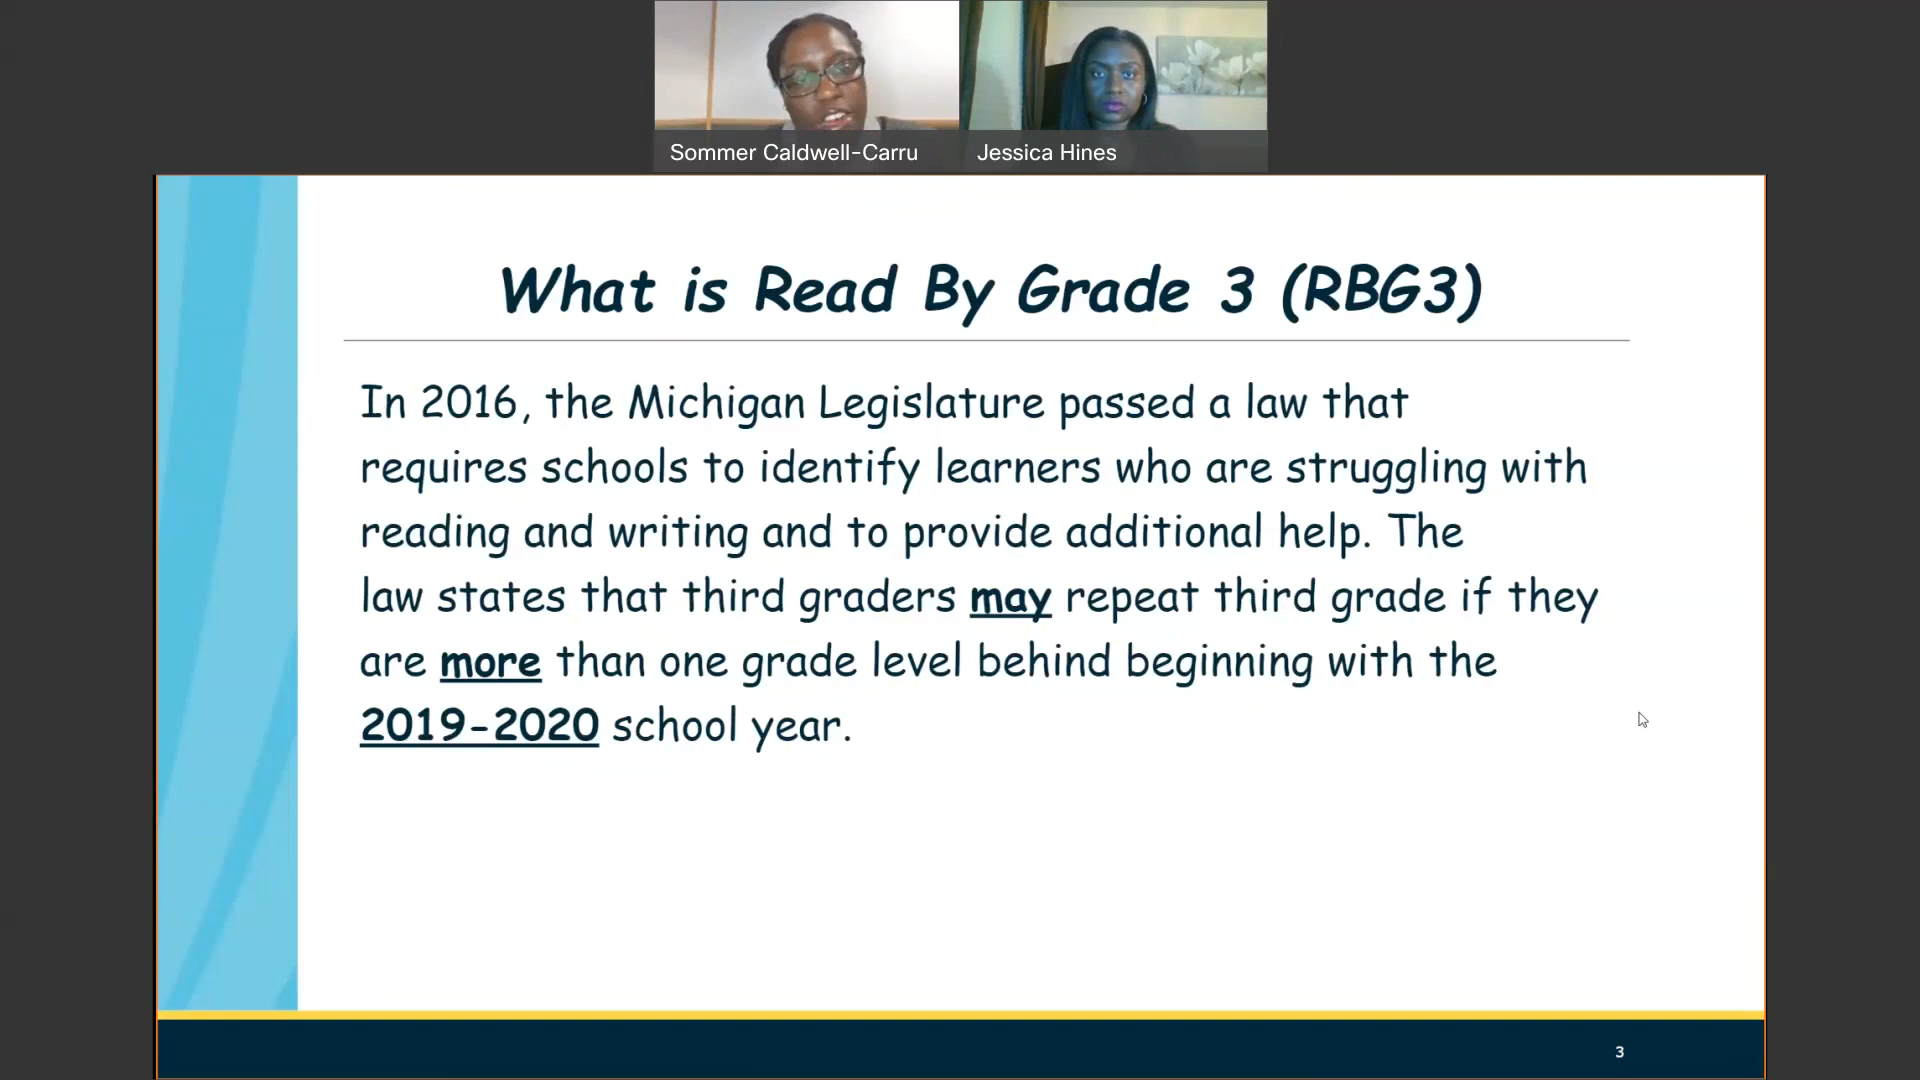 Sommer Caldwell-Carru
Jessica Hines
What is Read By Grade 3 (RBG3)
In 2016, the Michigan Legislature passed a law that
requires schools to identify learners who are struggling with
reading and writing and to provide additional help. The
law states that third graders may repeat third grade if they
are more than one grade level behind beginning with the
2019-2020 school year.
3